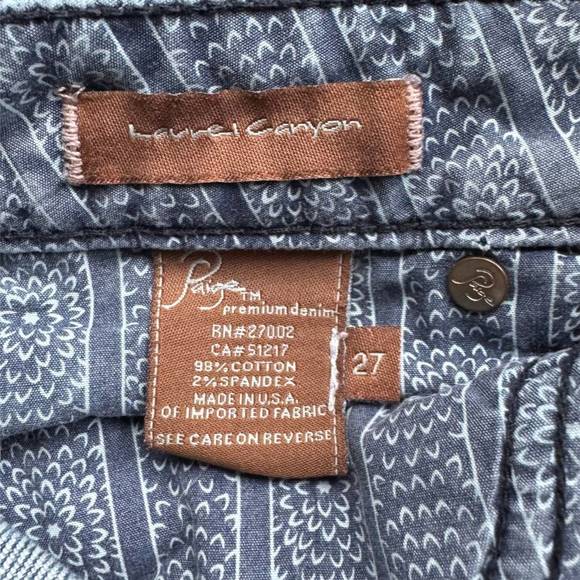 Laurel Canyon
Paige™
premium denim
RN#27002
CA#51217
98% COTTON
2% SPANDEX
MADE IN U.S.A.
OF IMPORTED FABRIC
SEE CARE ON REVERSE
27
Paige